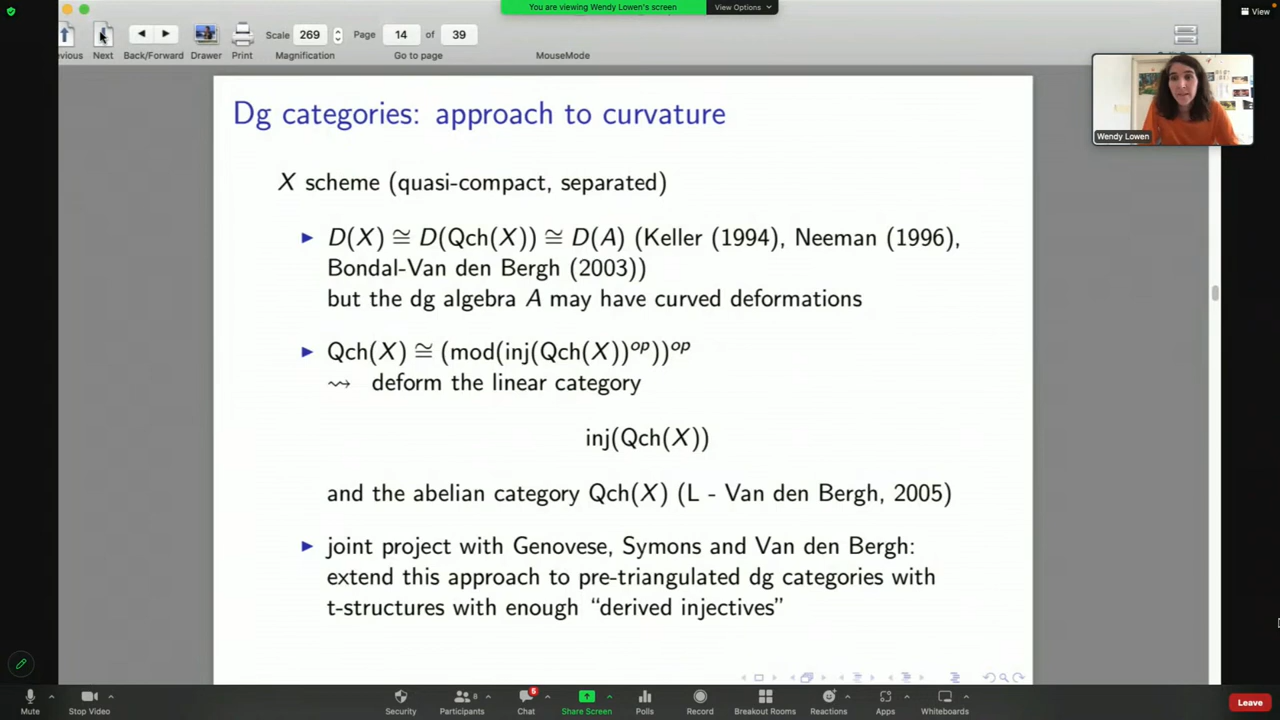 You are viewing Wendy Lowen's screen
View Options
View
Next
Back/Forward
Drawer
Print
Scale 269
Magnification
Page 14 of 39
Go to page
MouseMode
Wendy Lowen
Dg categories: approach to curvature
X scheme (quasi-compact, separated)
▶ D(X) ≅ D(Qch(X)) ≅ D(A) (Keller (1994), Neeman (1996),
Bondal-Van den Bergh (2003))
but the dg algebra A may have curved deformations
▶ Qch(X) ≅ (mod(inj(Qch(X))^op))^op
⇝ deform the linear category
inj(Qch(X))
and the abelian category Qch(X) (L - Van den Bergh, 2005)
▶ joint project with Genovese, Symons and Van den Bergh:
extend this approach to pre-triangulated dg categories with
t-structures with enough “derived injectives”
Mute
Stop Video
Security
Participants 8
Chat 5
Share Screen
Polls
Record
Breakout Rooms
Reactions
Apps
Whiteboards
Leave